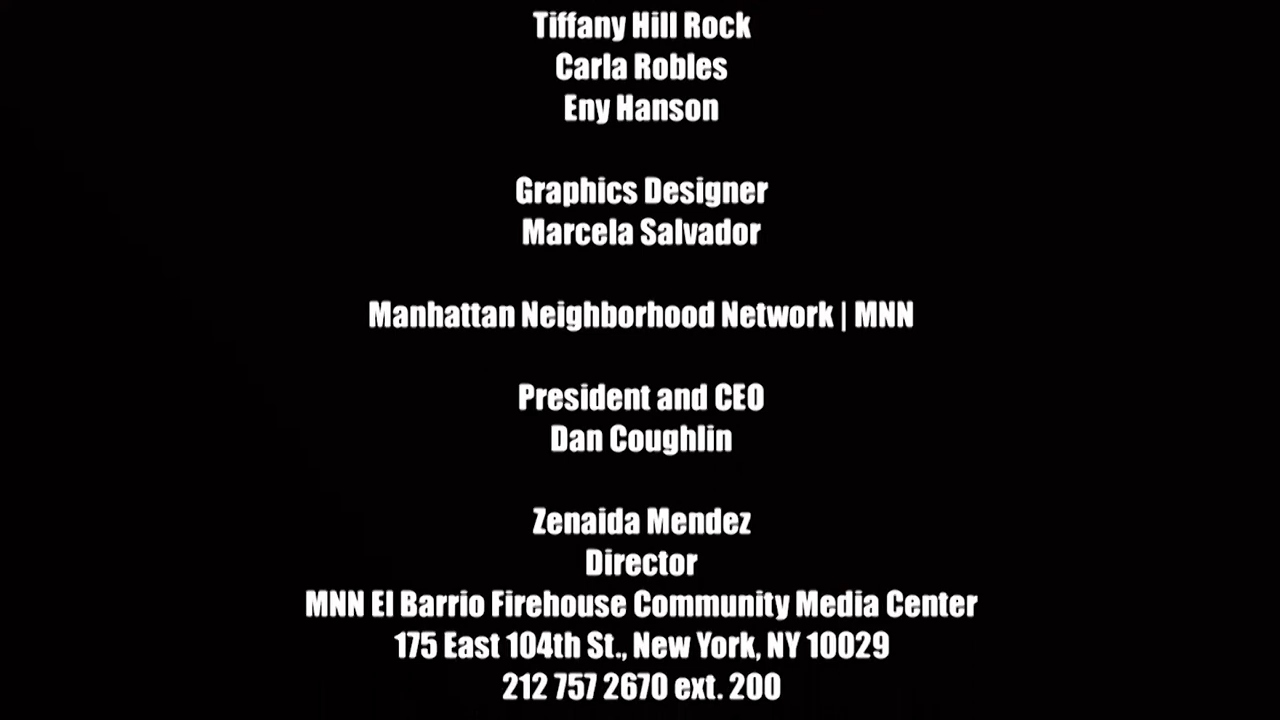 Tiffany Hill Rock
Carla Robles
Eny Hanson
Graphics Designer
Marcela Salvador
Manhattan Neighborhood Network | MNN
President and CEO
Dan Coughlin
Zenaida Mendez
Director
MNN El Barrio Firehouse Community Media Center
175 East 104th St., New York, NY 10029
212 757 2670 ext. 200